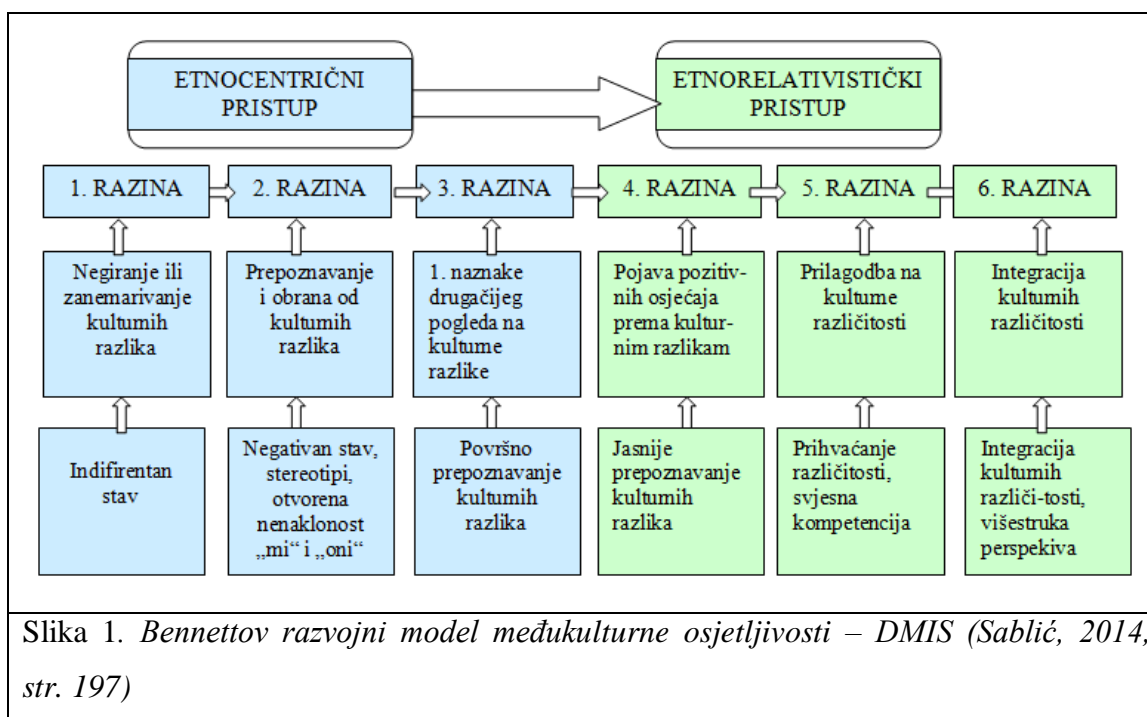 ETNOCENTRIČNI
PRISTUP
ETNORELATIVISTIČKI
PRISTUP
1. RAZINA
2. RAZINA
3. RAZINA
4. RAZINA
5. RAZINA
6. RAZINA
Negiranje ili
zanemarivanje
kultumih
razlika
Prepoznavanje
i obrana od
kultumih
razlika
1. naznake
drugačijeg
pogleda na
kultume
razlike
Pojava pozitiv-
nih osjećaja
prema kultur-
nim razlikam
Prilagodba na
kultume
različitosti
Integracija
kultumih
različitosti
Indifirentan
stav
Negativan stav,
stereotipi,
otvorena
nenaklonost
„mi“ i „oni“
Površno
prepoznavanje
kultumih
razlika
Jasnije
prepoznavanje
kultumih
razlika
Prihvaćanje
različitosti,
svjesna
kompetencija
Integracija
kultumih
različi-tosti,
višestruka
perspekiva
Slika 1. Bennettov razvojni model međukulturne osjetljivosti – DMIS (Sablić, 2014,
str. 197)